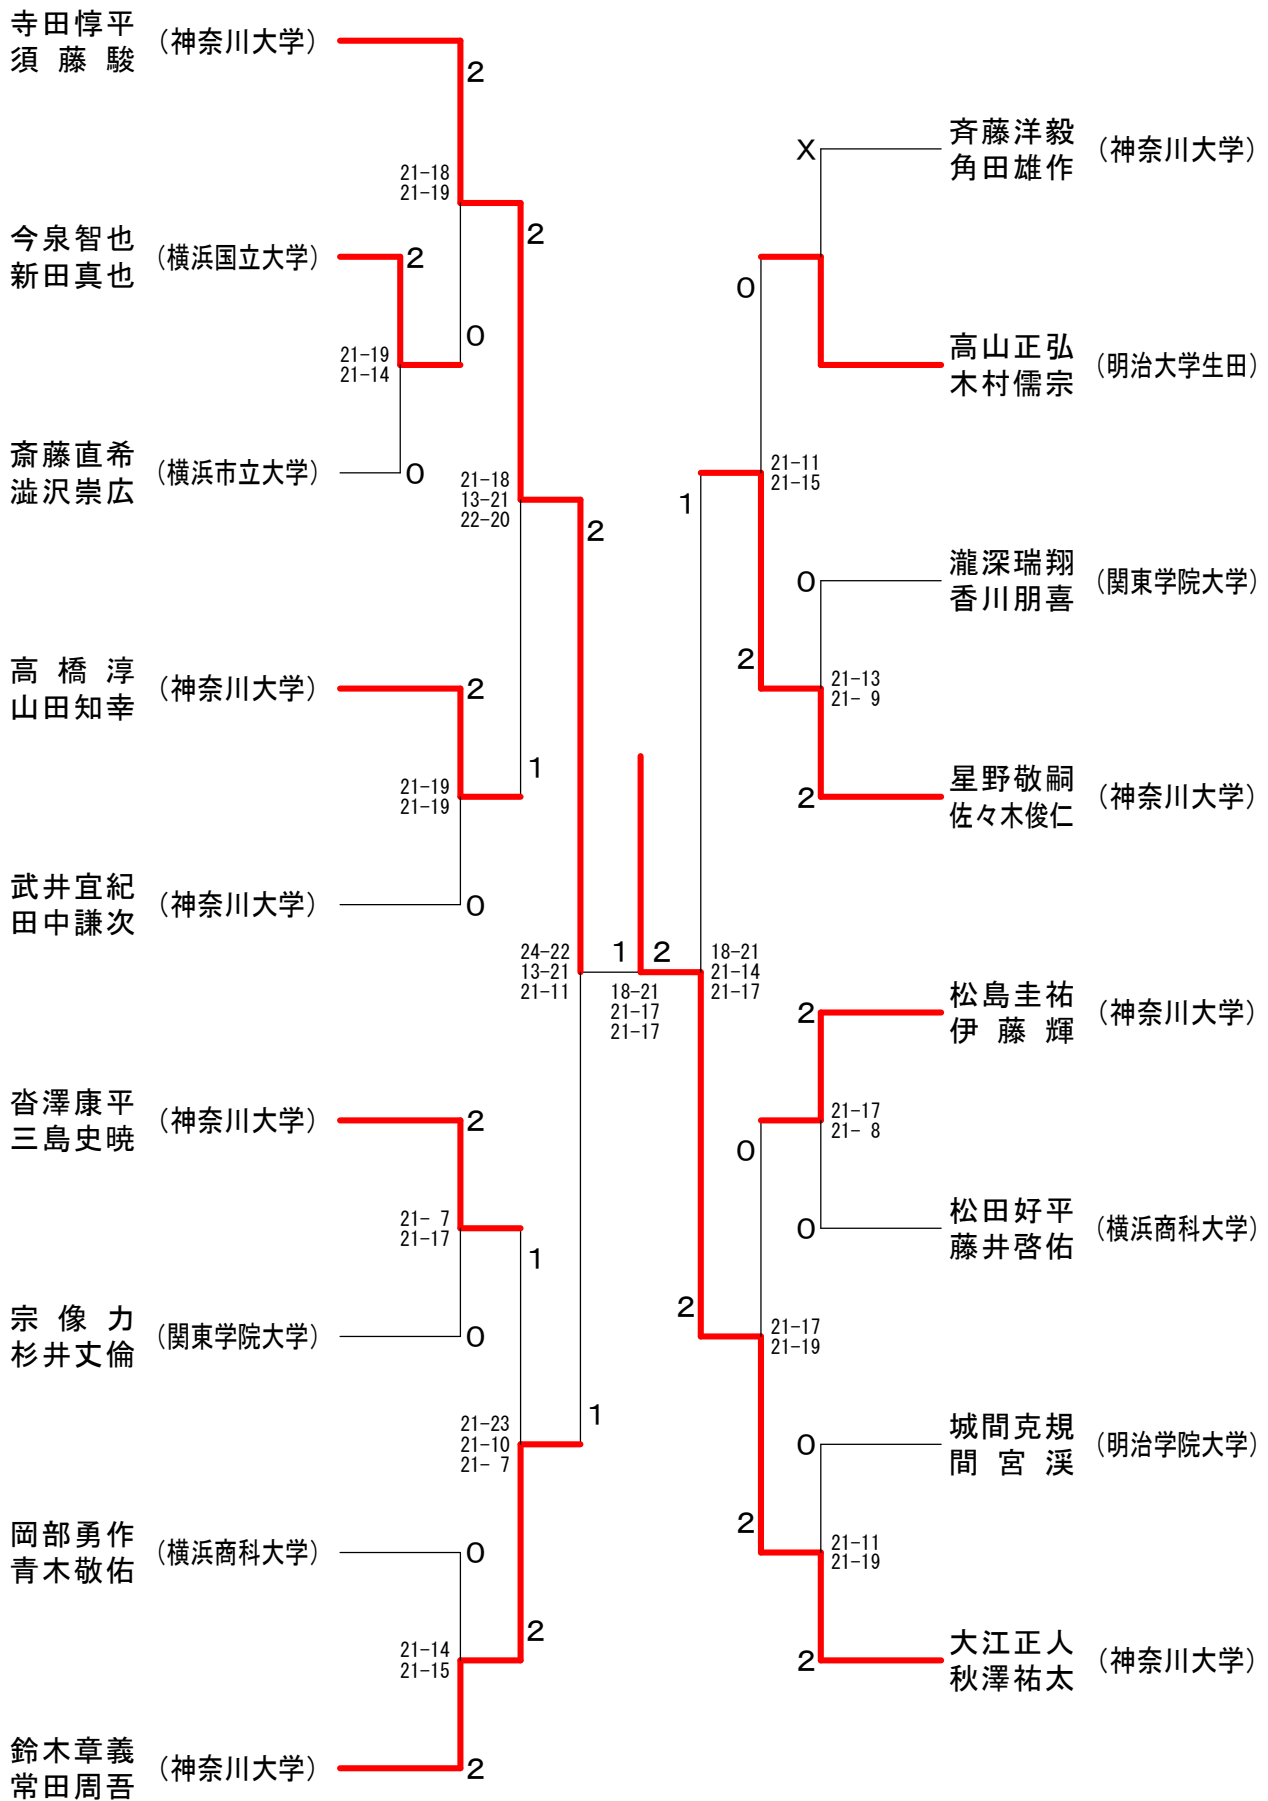 寺田惇平
須藤駿
（神奈川大学）
2
21-18
21-19
今泉智也
新田真也
（横浜国立大学）
2
2
0
21-19
21-14
斎藤直希
澁沢崇広
（横浜市立大学）
0
21-18
13-21
22-20
2
高橋淳
山田知幸
（神奈川大学）
2
21-19
21-19
1
武井宜紀
田中謙次
（神奈川大学）
0
24-22
13-21
21-11
1
2
18-21
21-17
21-17
沓澤康平
三島史暁
（神奈川大学）
2
21- 7
21-17
1
宗像力
杉井丈倫
（関東学院大学）
0
21-23
21-10
21- 7
1
岡部勇作
青木敬佑
（横浜商科大学）
0
21-14
21-15
2
鈴木章義
常田周吾
（神奈川大学）
2
X
斉藤洋毅
角田雄作
（神奈川大学）
0
高山正弘
木村儒宗
（明治大学生田）
1
21-11
21-15
0
瀧深瑞翔
香川朋喜
（関東学院大学）
2
21-13
21- 9
2
星野敬嗣
佐々木俊仁
（神奈川大学）
18-21
21-14
21-17
2
松島圭祐
伊藤輝
（神奈川大学）
0
21-17
21- 8
0
松田好平
藤井啓佑
（横浜商科大学）
2
21-17
21-19
0
城間克規
間宮渓
（明治学院大学）
2
21-11
21-19
2
大江正人
秋澤祐太
（神奈川大学）